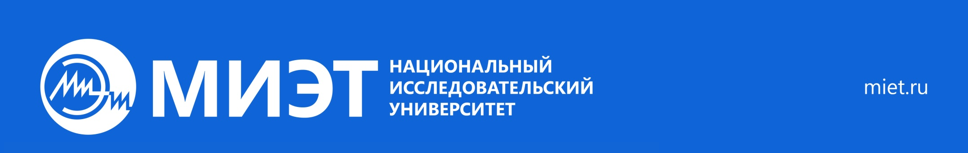 МИЭТ
НАЦИОНАЛЬНЫЙ
ИССЛЕДОВАТЕЛЬСКИЙ
УНИВЕРСИТЕТ
miet.ru